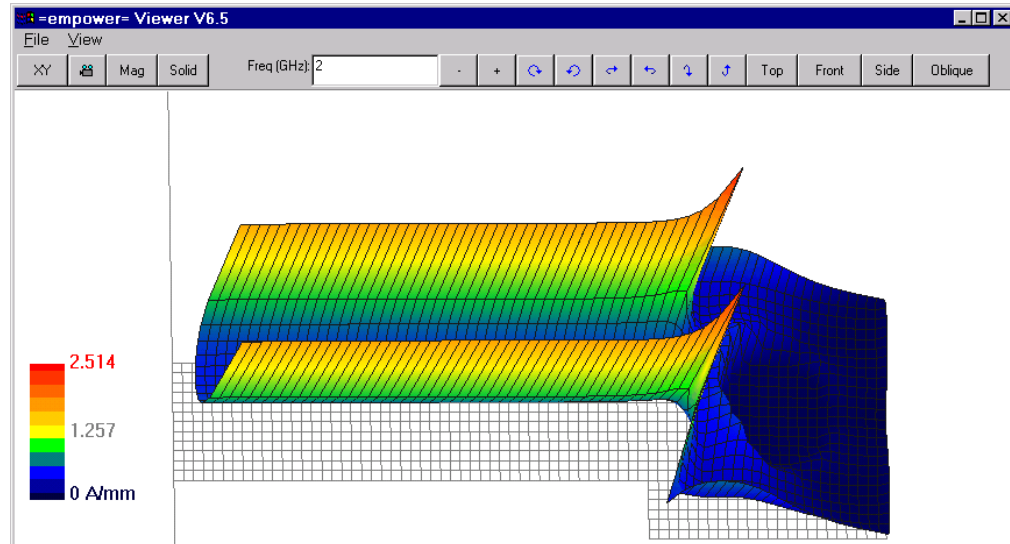 =empower= Viewer V6.5
File View
XY Mag Solid Freq (GHz): 2 - + Top Front Side Oblique
2.514
1.257
0 A/mm